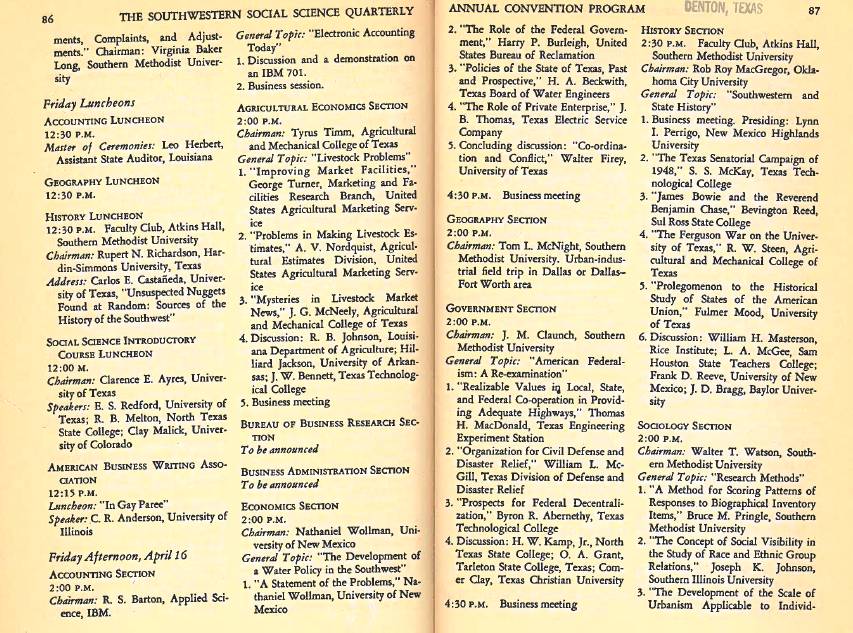 86 THE SOUTHWESTERN SOCIAL SCIENCE QUARTERLY
ments, Complaints, and Adjust-
ments." Chairman: Virginia Baker
Long, Southern Methodist Univer-
sity
Friday Luncheons
ACCOUNTING LUNCHEON
12:30 P.M.
Master of Ceremonies: Leo Herbert,
Assistant State Auditor, Louisiana
GEOGRAPHY LUNCHEON
12:30 P.M.
HISTORY LUNCHEON
12:30 P.M. Faculty Club, Atkins Hall,
Southern Methodist University
Chairman: Rupert N. Richardson, Har-
din-Simmons University, Texas
Address: Carlos E. Castañeda, Univer-
sity of Texas, "Unsuspected Nuggets
Found at Random: Sources of the
History of the Southwest"
SOCIAL SCIENCE INTRODUCTORY
COURSE LUNCHEON
12:00 M.
Chairman: Clarence E. Ayres, Univer-
sity of Texas
Speakers: E. S. Redford, University of
Texas; R. B. Melton, North Texas
State College; Clay Malick, Univer-
sity of Colorado
AMERICAN BUSINESS WRITING ASSO-
CIATION
12:15 P.M.
Luncheon: "In Gay Paree"
Speaker: C. R. Anderson, University of
Illinois
Friday Afternoon, April 16
ACCOUNTING SECTION
2:00 P.M.
Chairman: R. S. Barton, Applied Sci-
ence, IBM.
General Topic: "Electronic Accounting
Today"
1. Discussion and a demonstration on
an IBM 701.
2. Business session.
AGRICULTURAL ECONOMICS SECTION
2:00 P.M.
Chairman: Tyrus Timm, Agricultural
and Mechanical College of Texas
General Topic: "Livestock Problems"
1. "Improving Market Facilities,"
George Turner, Marketing and Fa-
cilities Research Branch, United
States Agricultural Marketing Serv-
ice
2. "Problems in Making Livestock Es-
timates," A. V. Nordquist, Agricul-
tural Estimates Division, United
States Agricultural Marketing Serv-
ice
3. "Mysteries in Livestock Market
News," J. G. McNeely, Agricultural
and Mechanical College of Texas
4. Discussion: R. B. Johnson, Louisi-
ana Department of Agriculture; Hil-
liard Jackson, University of Arkan-
sas; J. W. Bennett, Texas Technolog-
ical College
5. Business meeting
BUREAU OF BUSINESS RESEARCH SEC-
TION
To be announced
BUSINESS ADMINISTRATION SECTION
To be announced
ECONOMICS SECTION
2:00 P.M.
Chairman: Nathaniel Wollman, Uni-
versity of New Mexico
General Topic: "The Development of
a Water Policy in the Southwest"
1. "A Statement of the Problems," Na-
thaniel Wollman, University of New
Mexico
ANNUAL CONVENTION PROGRAM DENTON, TEXAS 87
2. "The Role of the Federal Govern-
ment," Harry P. Burleigh, United
States Bureau of Reclamation
3. "Policies of the State of Texas, Past
and Prospective," H. A. Beckwith,
Texas Board of Water Engineers
4. "The Role of Private Enterprise," J.
B. Thomas, Texas Electric Service
Company
5. Concluding discussion: "Co-ordina-
tion and Conflict," Walter Firey,
University of Texas
4:30 P.M. Business meeting
GEOGRAPHY SECTION
2:00 P.M.
Chairman: Tom L. McNight, Southern
Methodist University. Urban-indus-
trial field trip in Dallas or Dallas–
Fort Worth area
GOVERNMENT SECTION
2:00 P.M.
Chairman: J. M. Claunch, Southern
Methodist University
General Topic: "American Federal-
ism: A Re-examination"
1. "Realizable Values in Local, State,
and Federal Co-operation in Provid-
ing Adequate Highways," Thomas
H. MacDonald, Texas Engineering
Experiment Station
2. "Organization for Civil Defense and
Disaster Relief," William L. Mc-
Gill, Texas Division of Defense and
Disaster Relief
3. "Prospects for Federal Decentrali-
zation," Byron R. Abernethy, Texas
Technological College
4. Discussion: H. W. Kamp, Jr., North
Texas State College; O. A. Grant,
Tarleton State College, Texas; Com-
er Clay, Texas Christian University
4:30 P.M. Business meeting
HISTORY SECTION
2:30 P.M. Faculty Club, Atkins Hall,
Southern Methodist University
Chairman: Rob Roy MacGregor, Okla-
homa City University
General Topic: "Southwestern and
State History"
1. Business meeting. Presiding: Lynn
I. Perrigo, New Mexico Highlands
University
2. "The Texas Senatorial Campaign of
1948," S. S. McKay, Texas Tech-
nological College
3. "James Bowie and the Reverend
Benjamin Chase," Bevington Reed,
Sul Ross State College
4. "The Ferguson War on the Univer-
sity of Texas," R. W. Steen, Agri-
cultural and Mechanical College of
Texas
5. "Prolegomenon to the Historical
Study of States of the American
Union," Fulmer Mood, University
of Texas
6. Discussion: William H. Masterson,
Rice Institute; L. A. McGee, Sam
Houston State Teachers College;
Frank D. Reeve, University of New
Mexico; J. D. Bragg, Baylor Univer-
sity
SOCIOLOGY SECTION
2:00 P.M.
Chairman: Walter T. Watson, South-
ern Methodist University
General Topic: "Research Methods"
1. "A Method for Scoring Patterns of
Responses to Biographical Inventory
Items," Bruce M. Pringle, Southern
Methodist University
2. "The Concept of Social Visibility in
the Study of Race and Ethnic Group
Relations," Joseph K. Johnson,
Southern Illinois University
3. "The Development of the Scale of
Urbanism Applicable to Individ-